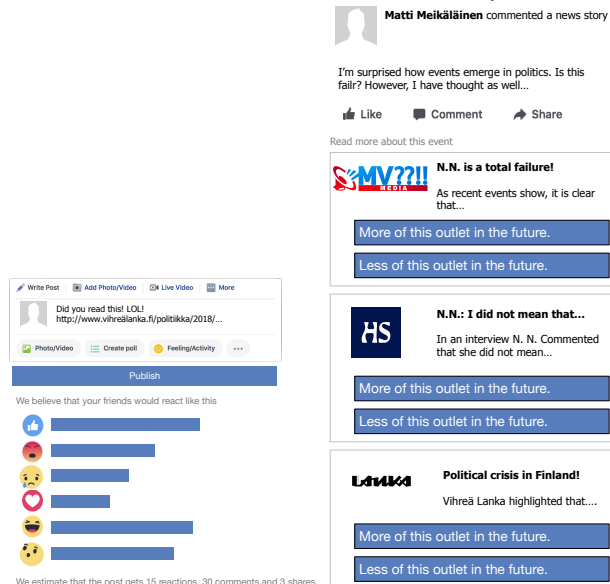 Write Post
Add Photo/Video
Live Video
More
Did you read this! LOL!
http://www.vihreälanka.fi/politiikka/2018/...
Photo/Video
Create poll
Feeling/Activity
Publish
We believe that your friends would react like this
We estimate that the post gets 15 reactions, 30 comments and 3 shares
Matti Meikäläinen commented a news story
I'm surprised how events emerge in politics. Is this
failr? However, I have thought as well...
Like
Comment
Share
Read more about this event
MV??!!
MEDIA
N.N. is a total failure!
As recent events show, it is clear
that...
More of this outlet in the future.
Less of this outlet in the future.
HS
N.N.: I did not mean that...
In an interview N. N. Commented
that she did not mean...
More of this outlet in the future.
Less of this outlet in the future.
LANKA
Political crisis in Finland!
Vihreä Lanka highlighted that....
More of this outlet in the future.
Less of this outlet in the future.